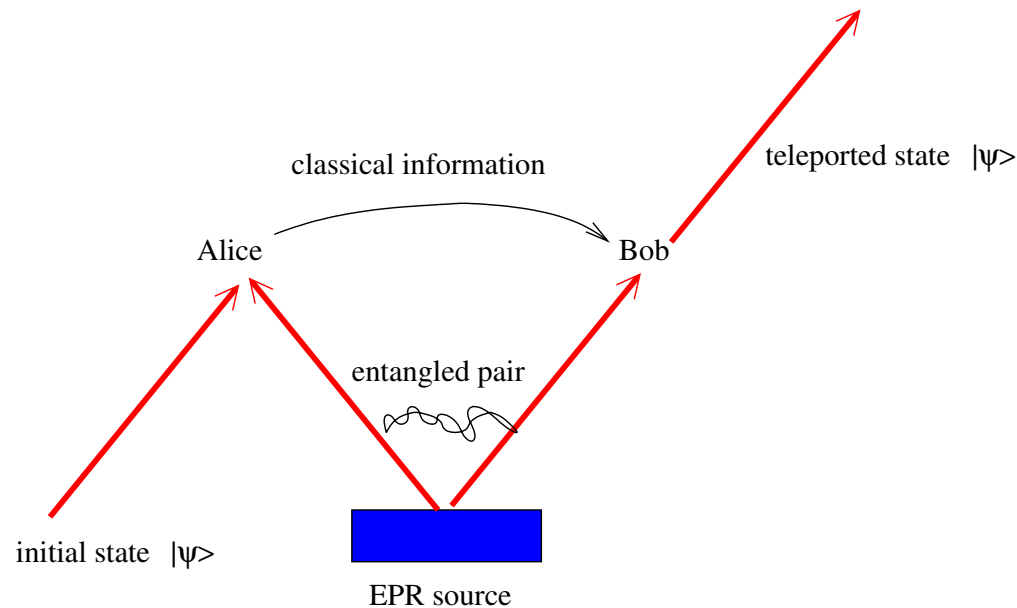 classical information
teleported state |ψ>
Alice
Bob
entangled pair
initial state |ψ>
EPR source